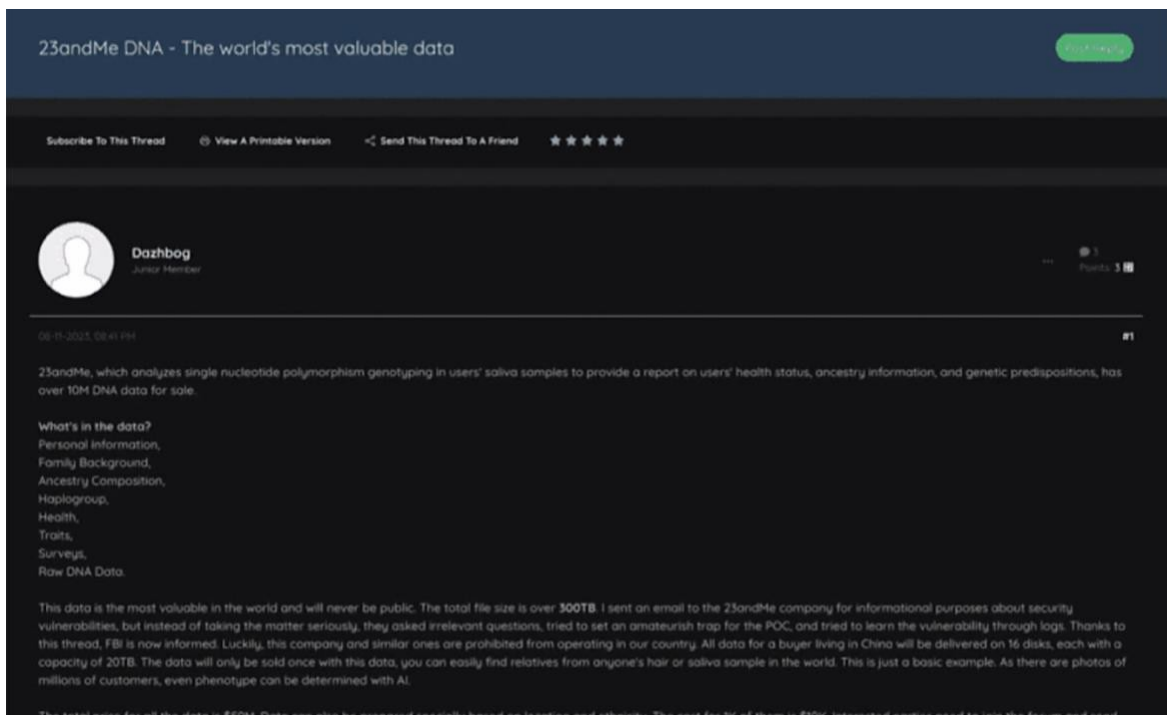 23andMe DNA - The world's most valuable data
Post Reply
Subscribe To This Thread View A Printable Version Send This Thread To A Friend
Dazhbog
Junior Member
3
Points: 3
#1
23andMe, which analyzes single nucleotide polymorphism genotyping in users' saliva samples to provide a report on users' health status, ancestry information, and genetic predispositions, has
over 10M DNA data for sale.
What's in the data?
Personal Information,
Family Background,
Ancestry Composition,
Haplogroup,
Health,
Traits,
Surveys,
Raw DNA Data.
This data is the most valuable in the world and will never be public. The total file size is over 300TB. I sent an email to the 23andMe company for informational purposes about security
vulnerabilities, but instead of taking the matter seriously, they asked irrelevant questions, tried to set an amateurish trap for the POC, and tried to learn the vulnerability through logs. Thanks to
this thread, FBI is now informed. Luckily, this company and similar ones are prohibited from operating in our country. All data for a buyer living in China will be delivered on 16 disks, each with a
capacity of 20TB. The data will only be sold once with this data, you can easily find relatives from anyone's hair or saliva sample in the world. This is just a basic example. As there are photos of
millions of customers, even phenotype can be determined with AI.